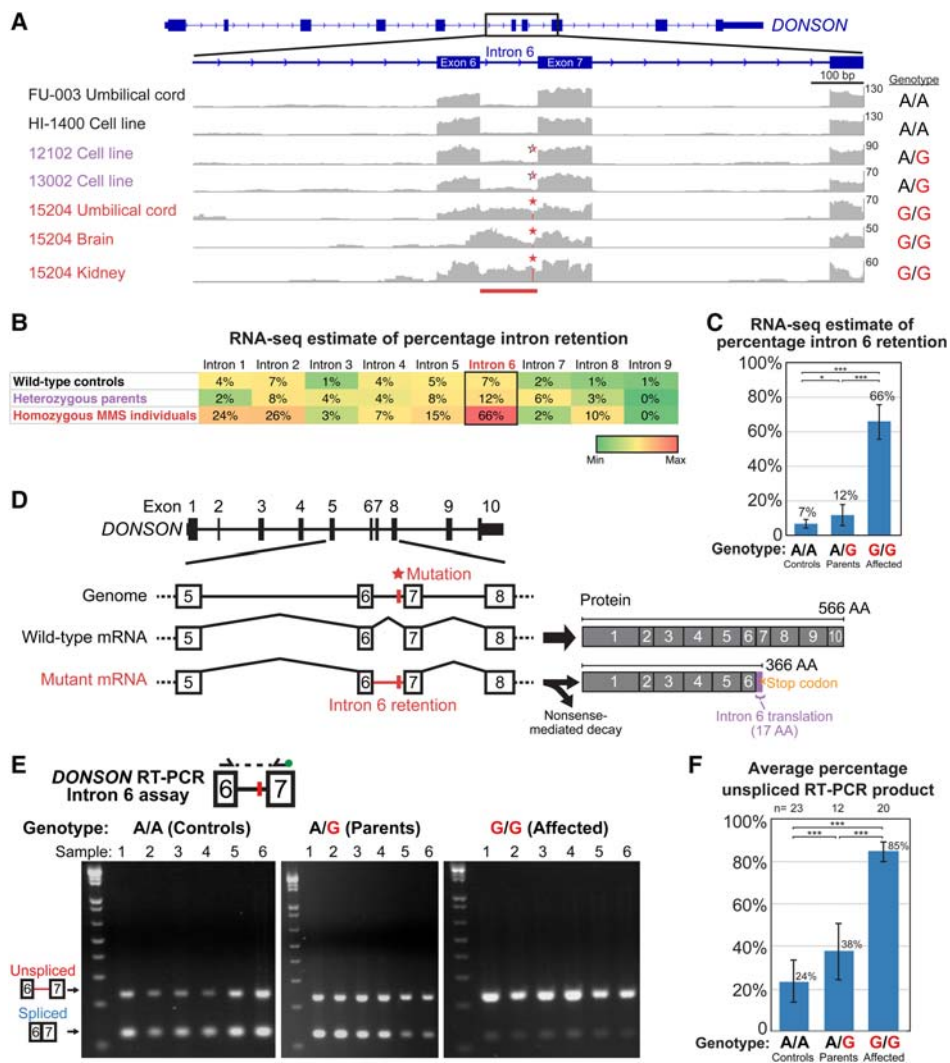 A
DONSON
Intron 6
Exon 6
Exon 7
100 bp
Genotype
FU-003 Umbilical cord
130
A/A
HI-1400 Cell line
130
A/A
12102 Cell line
90
A/G
13002 Cell line
70
A/G
15204 Umbilical cord
70
G/G
15204 Brain
50
G/G
15204 Kidney
60
G/G
B
RNA-seq estimate of percentage intron retention
Intron 1 Intron 2 Intron 3 Intron 4 Intron 5 Intron 6 Intron 7 Intron 8 Intron 9
Wild-type controls 4% 7% 1% 4% 5% 7% 2% 1% 1%
Heterozygous parents 2% 8% 4% 4% 8% 12% 6% 3% 0%
Homozygous MMS individuals 24% 26% 3% 7% 15% 66% 2% 10% 0%
Min Max
C
RNA-seq estimate of
percentage intron 6 retention
100%
80%
60%
40%
20%
0%
***
* ***
7% 12% 66%
Genotype: A/A A/G G/G
Controls Parents Affected
D
Exon 1 2 3 4 5 67 8 9 10
DONSON
Mutation
Genome 5 6 7 8
Wild-type mRNA 5 6 7 8
Mutant mRNA 5 6 7 8
Intron 6 retention
Nonsense-
mediated decay
Protein
566 AA
1 2 3 4 5 6 7 8 9 10
366 AA
1 2 3 4 5 6
Stop codon
Intron 6 translation
(17 AA)
E
DONSON RT-PCR
Intron 6 assay
6 7
Genotype: A/A (Controls) A/G (Parents) G/G (Affected)
Sample: 1 2 3 4 5 6 1 2 3 4 5 6 1 2 3 4 5 6
Unspliced
6 7
Spliced
67
F
Average percentage
unspliced RT-PCR product
n= 23 12 20
100%
80%
60%
40%
20%
0%
***
*** ***
24% 38% 85%
Genotype: A/A A/G G/G
Controls Parents Affected